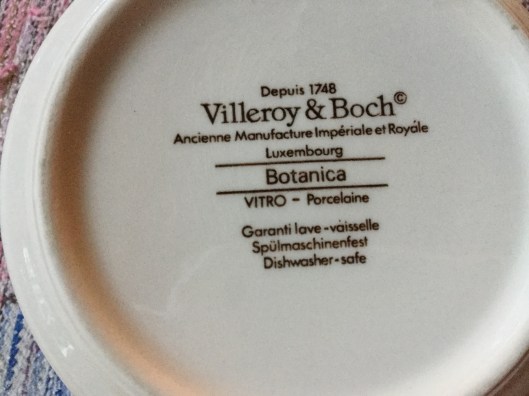 Depuis 1748
Villeroy & Boch©
Ancienne Manufacture Impériale et Royale
Luxembourg
Botanica
VITRO - Porcelaine
Garanti lave-vaisselle
Spülmaschinenfest
Dishwasher-safe